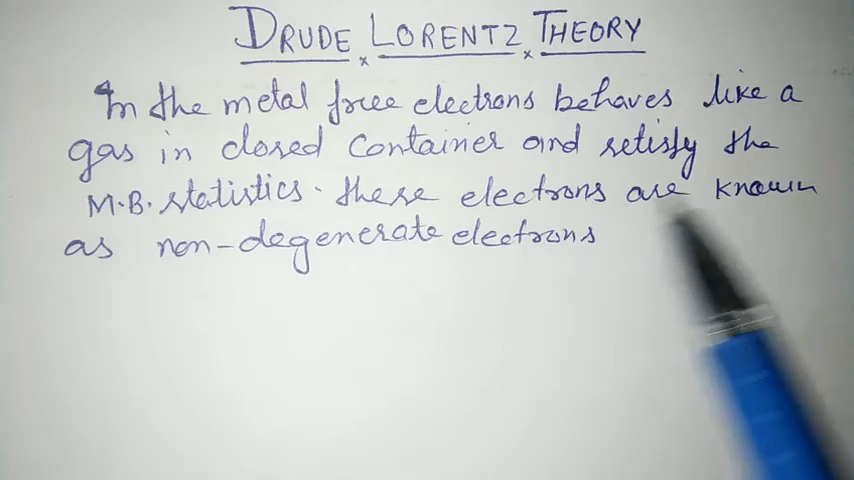 DRUDE LORENTZ THEORY
In the metal free electrons behaves like a
gas in closed container and setisfy the
M.B. statistics. these electrons are known
as non-degenerate electrons